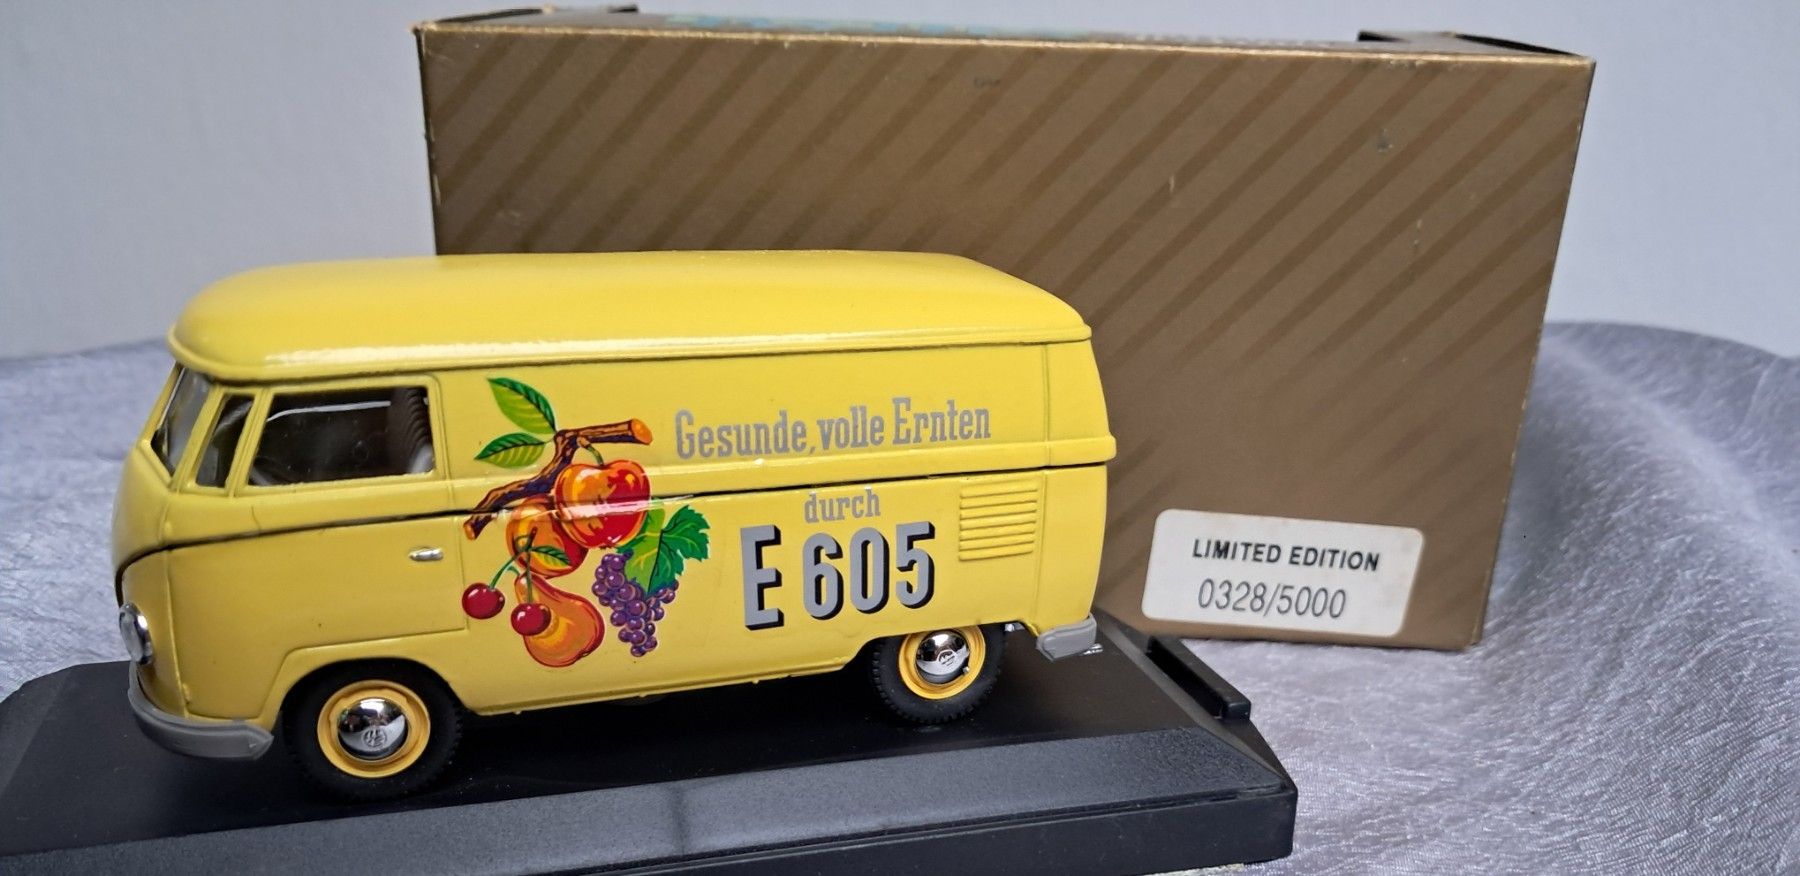 Gesunde, volle Ernten
durch
E 605
LIMITED EDITION
0328/5000